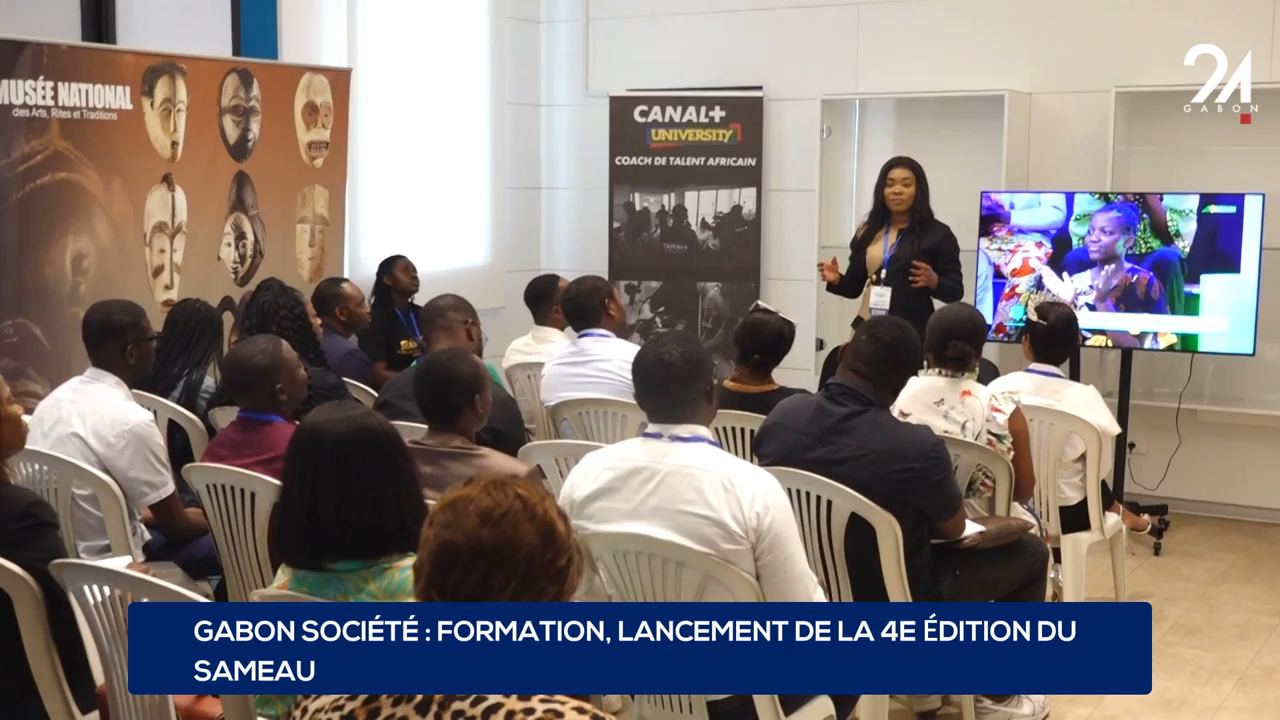 MUSÉE NATIONAL
des Arts, Rites et Traditions
CANAL+
UNIVERSITY
COACH DE TALENT AFRICAIN
24
GABON
GABON SOCIÉTÉ : FORMATION, LANCEMENT DE LA 4E ÉDITION DU
SAMEAU